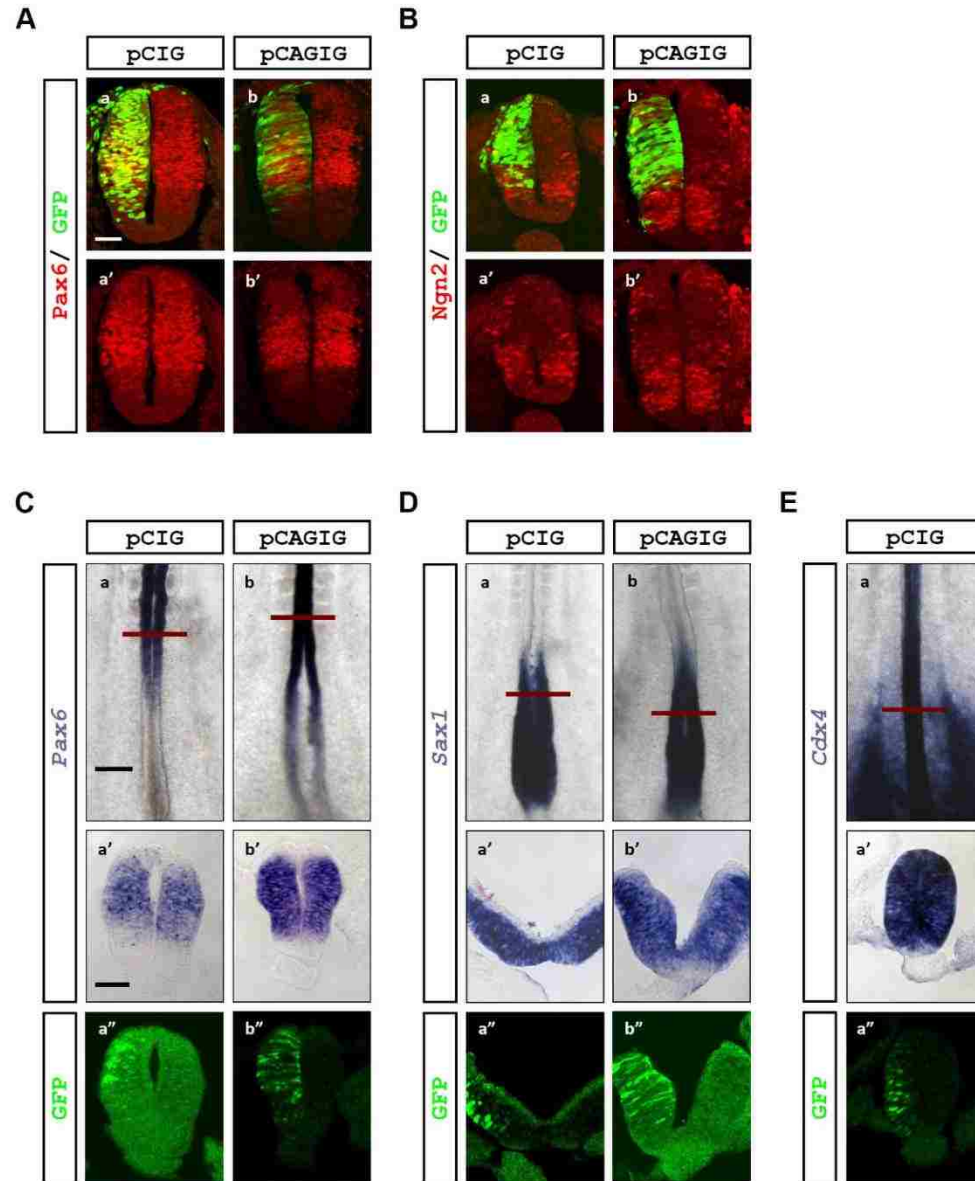 A
pCIG pCAGIG
Pax6/ GFP
a b
a′ b′
B
pCIG pCAGIG
Ngn2/ GFP
a b
a′ b′
C
pCIG pCAGIG
Pax6
a b
a′ b′
GFP
a″ b″
D
pCIG pCAGIG
Sax1
a b
a′ b′
GFP
a″ b″
E
pCIG
Cdx4
a
a′
GFP
a″